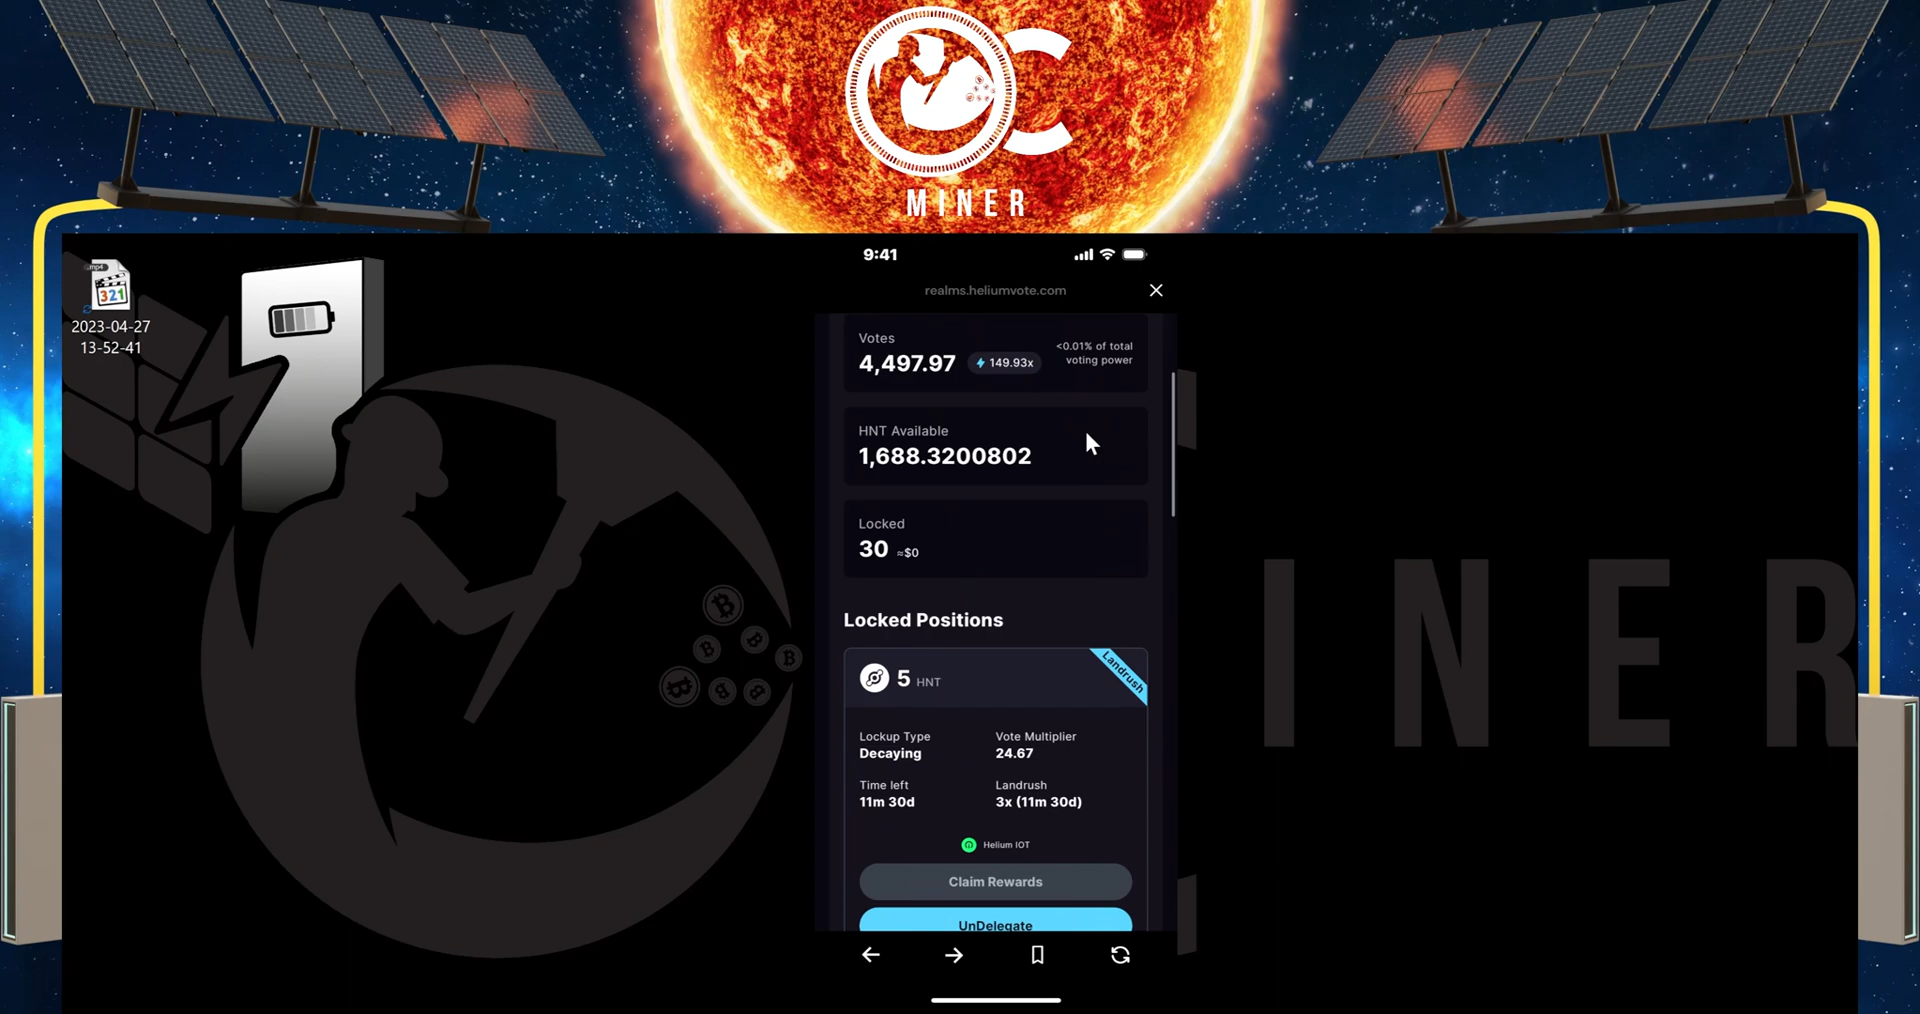 C
MINER
.mp4
321
2023-04-27
13-52-41
9:41
realms.heliumvote.com
Votes
4,497.97
149.93x
<0.01% of total
voting power
HNT Available
1,688.3200802
Locked
30 ≈$0
Locked Positions
5 HNT
Landrush
Lockup Type
Decaying
Vote Multiplier
24.67
Time left
11m 30d
Landrush
3x (11m 30d)
Helium IOT
Claim Rewards
UnDelegate
INER